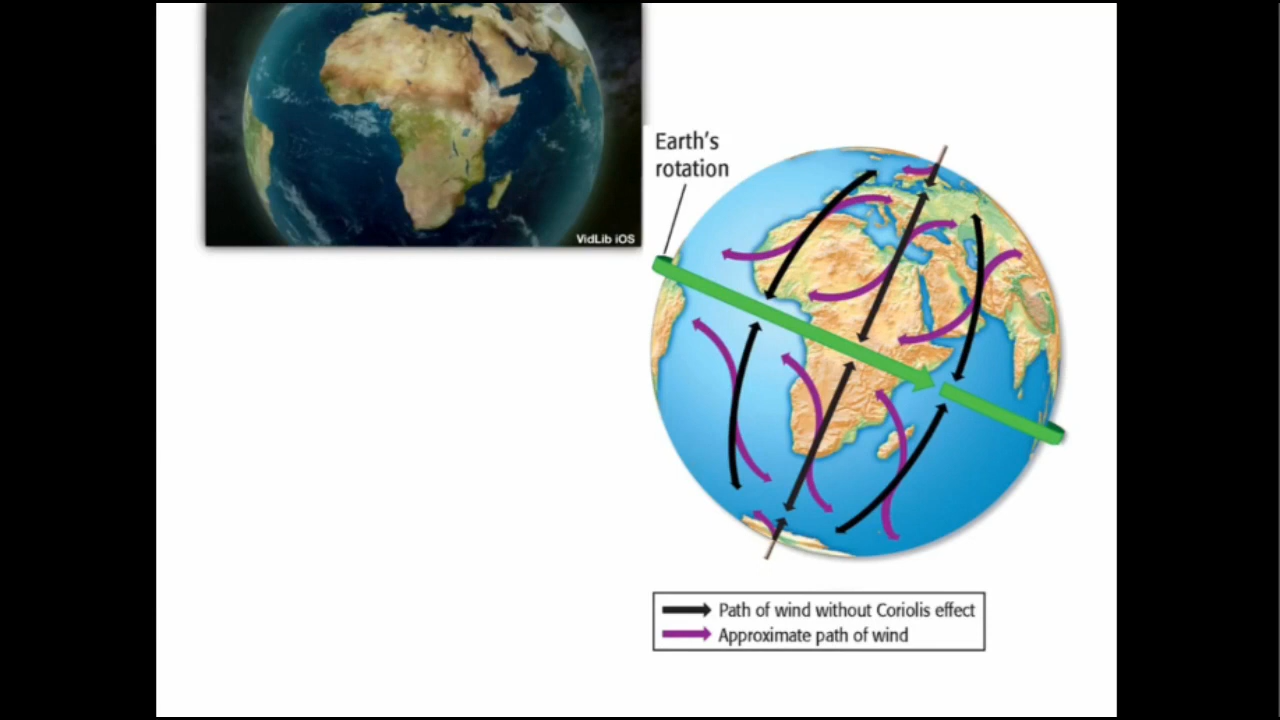 VidLib iOS
Earth's
rotation
Path of wind without Coriolis effect
Approximate path of wind